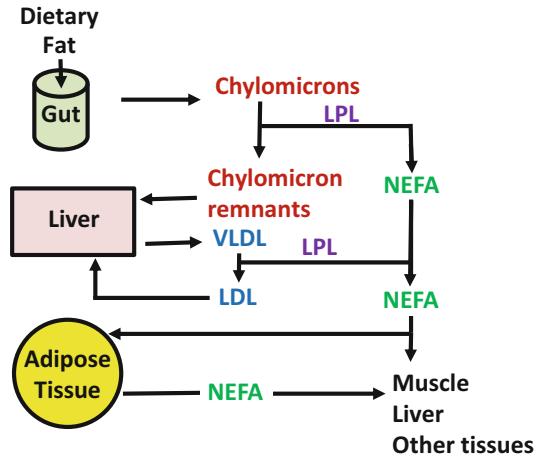 Dietary
Fat
Gut
Chylomicrons
LPL
NEFA
Chylomicron
remnants
Liver
VLDL
LPL
LDL
NEFA
Adipose
Tissue
NEFA
Muscle
Liver
Other tissues